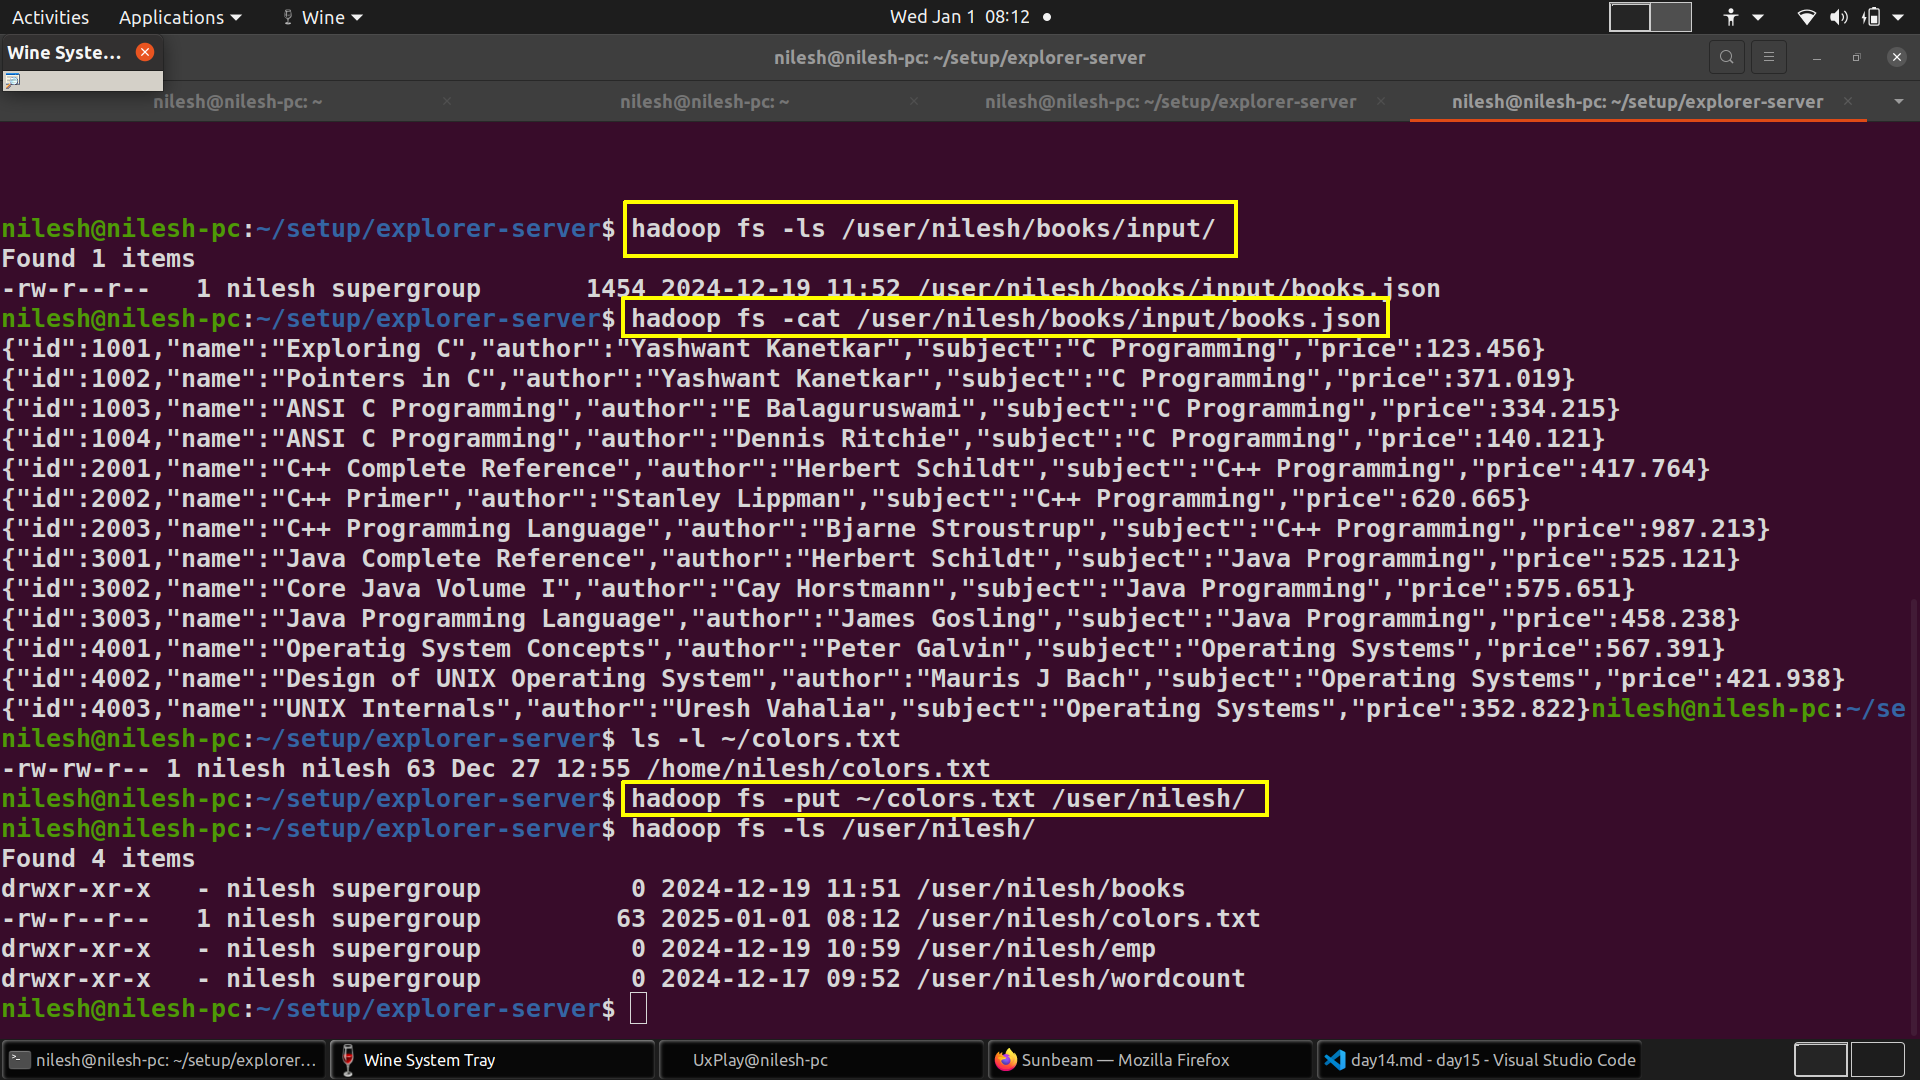 Activities Applications Wine Wed Jan 1 08:12
Wine Syste...
nilesh@nilesh-pc: ~/setup/explorer-server
nilesh@nilesh-pc: ~ nilesh@nilesh-pc: ~ nilesh@nilesh-pc: ~/setup/explorer-server nilesh@nilesh-pc: ~/setup/explorer-server
nilesh@nilesh-pc:~/setup/explorer-server$ hadoop fs -ls /user/nilesh/books/input/
Found 1 items
-rw-r--r--   1 nilesh supergroup       1454 2024-12-19 11:52 /user/nilesh/books/input/books.json
nilesh@nilesh-pc:~/setup/explorer-server$ hadoop fs -cat /user/nilesh/books/input/books.json
{"id":1001,"name":"Exploring C","author":"Yashwant Kanetkar","subject":"C Programming","price":123.456}
{"id":1002,"name":"Pointers in C","author":"Yashwant Kanetkar","subject":"C Programming","price":371.019}
{"id":1003,"name":"ANSI C Programming","author":"E Balaguruswami","subject":"C Programming","price":334.215}
{"id":1004,"name":"ANSI C Programming","author":"Dennis Ritchie","subject":"C Programming","price":140.121}
{"id":2001,"name":"C++ Complete Reference","author":"Herbert Schildt","subject":"C++ Programming","price":417.764}
{"id":2002,"name":"C++ Primer","author":"Stanley Lippman","subject":"C++ Programming","price":620.665}
{"id":2003,"name":"C++ Programming Language","author":"Bjarne Stroustrup","subject":"C++ Programming","price":987.213}
{"id":3001,"name":"Java Complete Reference","author":"Herbert Schildt","subject":"Java Programming","price":525.121}
{"id":3002,"name":"Core Java Volume I","author":"Cay Horstmann","subject":"Java Programming","price":575.651}
{"id":3003,"name":"Java Programming Language","author":"James Gosling","subject":"Java Programming","price":458.238}
{"id":4001,"name":"Operatig System Concepts","author":"Peter Galvin","subject":"Operating Systems","price":567.391}
{"id":4002,"name":"Design of UNIX Operating System","author":"Mauris J Bach","subject":"Operating Systems","price":421.938}
{"id":4003,"name":"UNIX Internals","author":"Uresh Vahalia","subject":"Operating Systems","price":352.822}nilesh@nilesh-pc:~/se
nilesh@nilesh-pc:~/setup/explorer-server$ ls -l ~/colors.txt
-rw-rw-r-- 1 nilesh nilesh 63 Dec 27 12:55 /home/nilesh/colors.txt
nilesh@nilesh-pc:~/setup/explorer-server$ hadoop fs -put ~/colors.txt /user/nilesh/
nilesh@nilesh-pc:~/setup/explorer-server$ hadoop fs -ls /user/nilesh/
Found 4 items
drwxr-xr-x   - nilesh supergroup          0 2024-12-19 11:51 /user/nilesh/books
-rw-r--r--   1 nilesh supergroup         63 2025-01-01 08:12 /user/nilesh/colors.txt
drwxr-xr-x   - nilesh supergroup          0 2024-12-19 10:59 /user/nilesh/emp
drwxr-xr-x   - nilesh supergroup          0 2024-12-17 09:52 /user/nilesh/wordcount
nilesh@nilesh-pc:~/setup/explorer-server$
nilesh@nilesh-pc: ~/setup/explorer... Wine System Tray UxPlay@nilesh-pc Sunbeam — Mozilla Firefox day14.md - day15 - Visual Studio Code